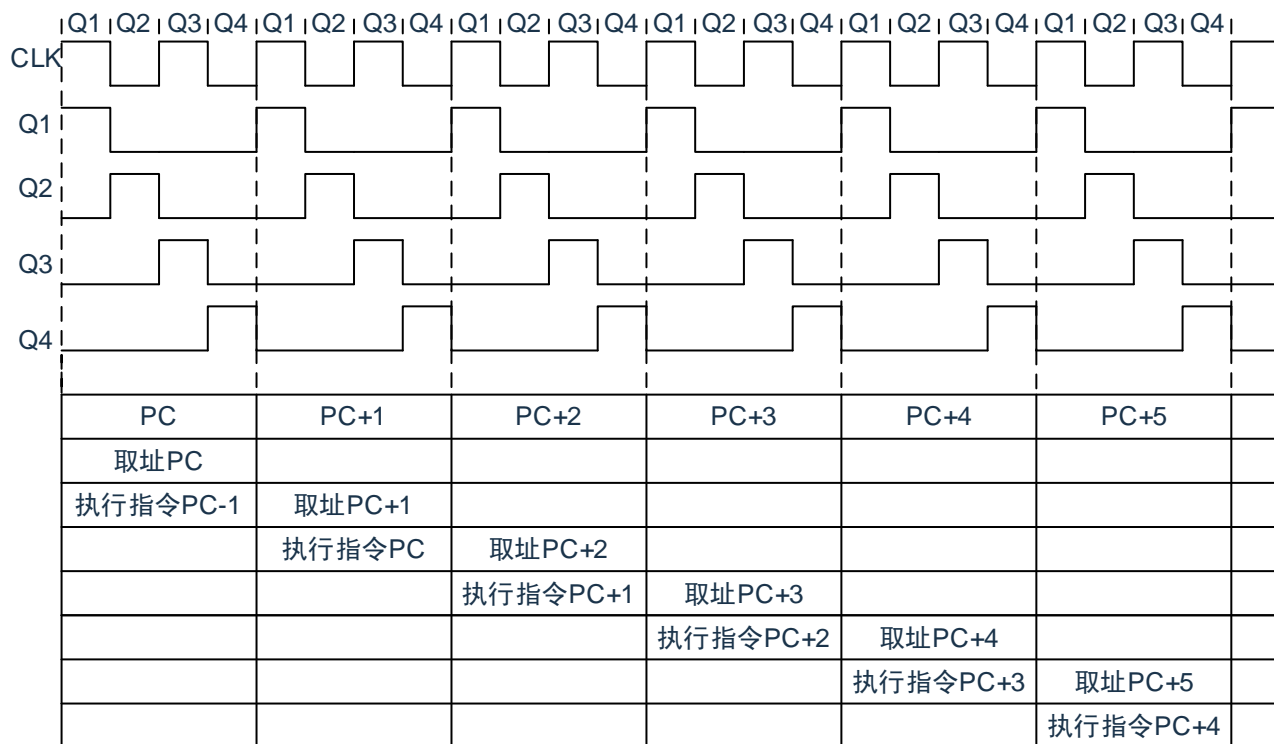 Q1 Q2 Q3 Q4 Q1 Q2 Q3 Q4 Q1 Q2 Q3 Q4 Q1 Q2 Q3 Q4 Q1 Q2 Q3 Q4 Q1 Q2 Q3 Q4
CLK
Q1
Q2
Q3
Q4
PC PC+1 PC+2 PC+3 PC+4 PC+5
取址PC
执行指令PC-1 取址PC+1
执行指令PC 取址PC+2
执行指令PC+1 取址PC+3
执行指令PC+2 取址PC+4
执行指令PC+3 取址PC+5
执行指令PC+4